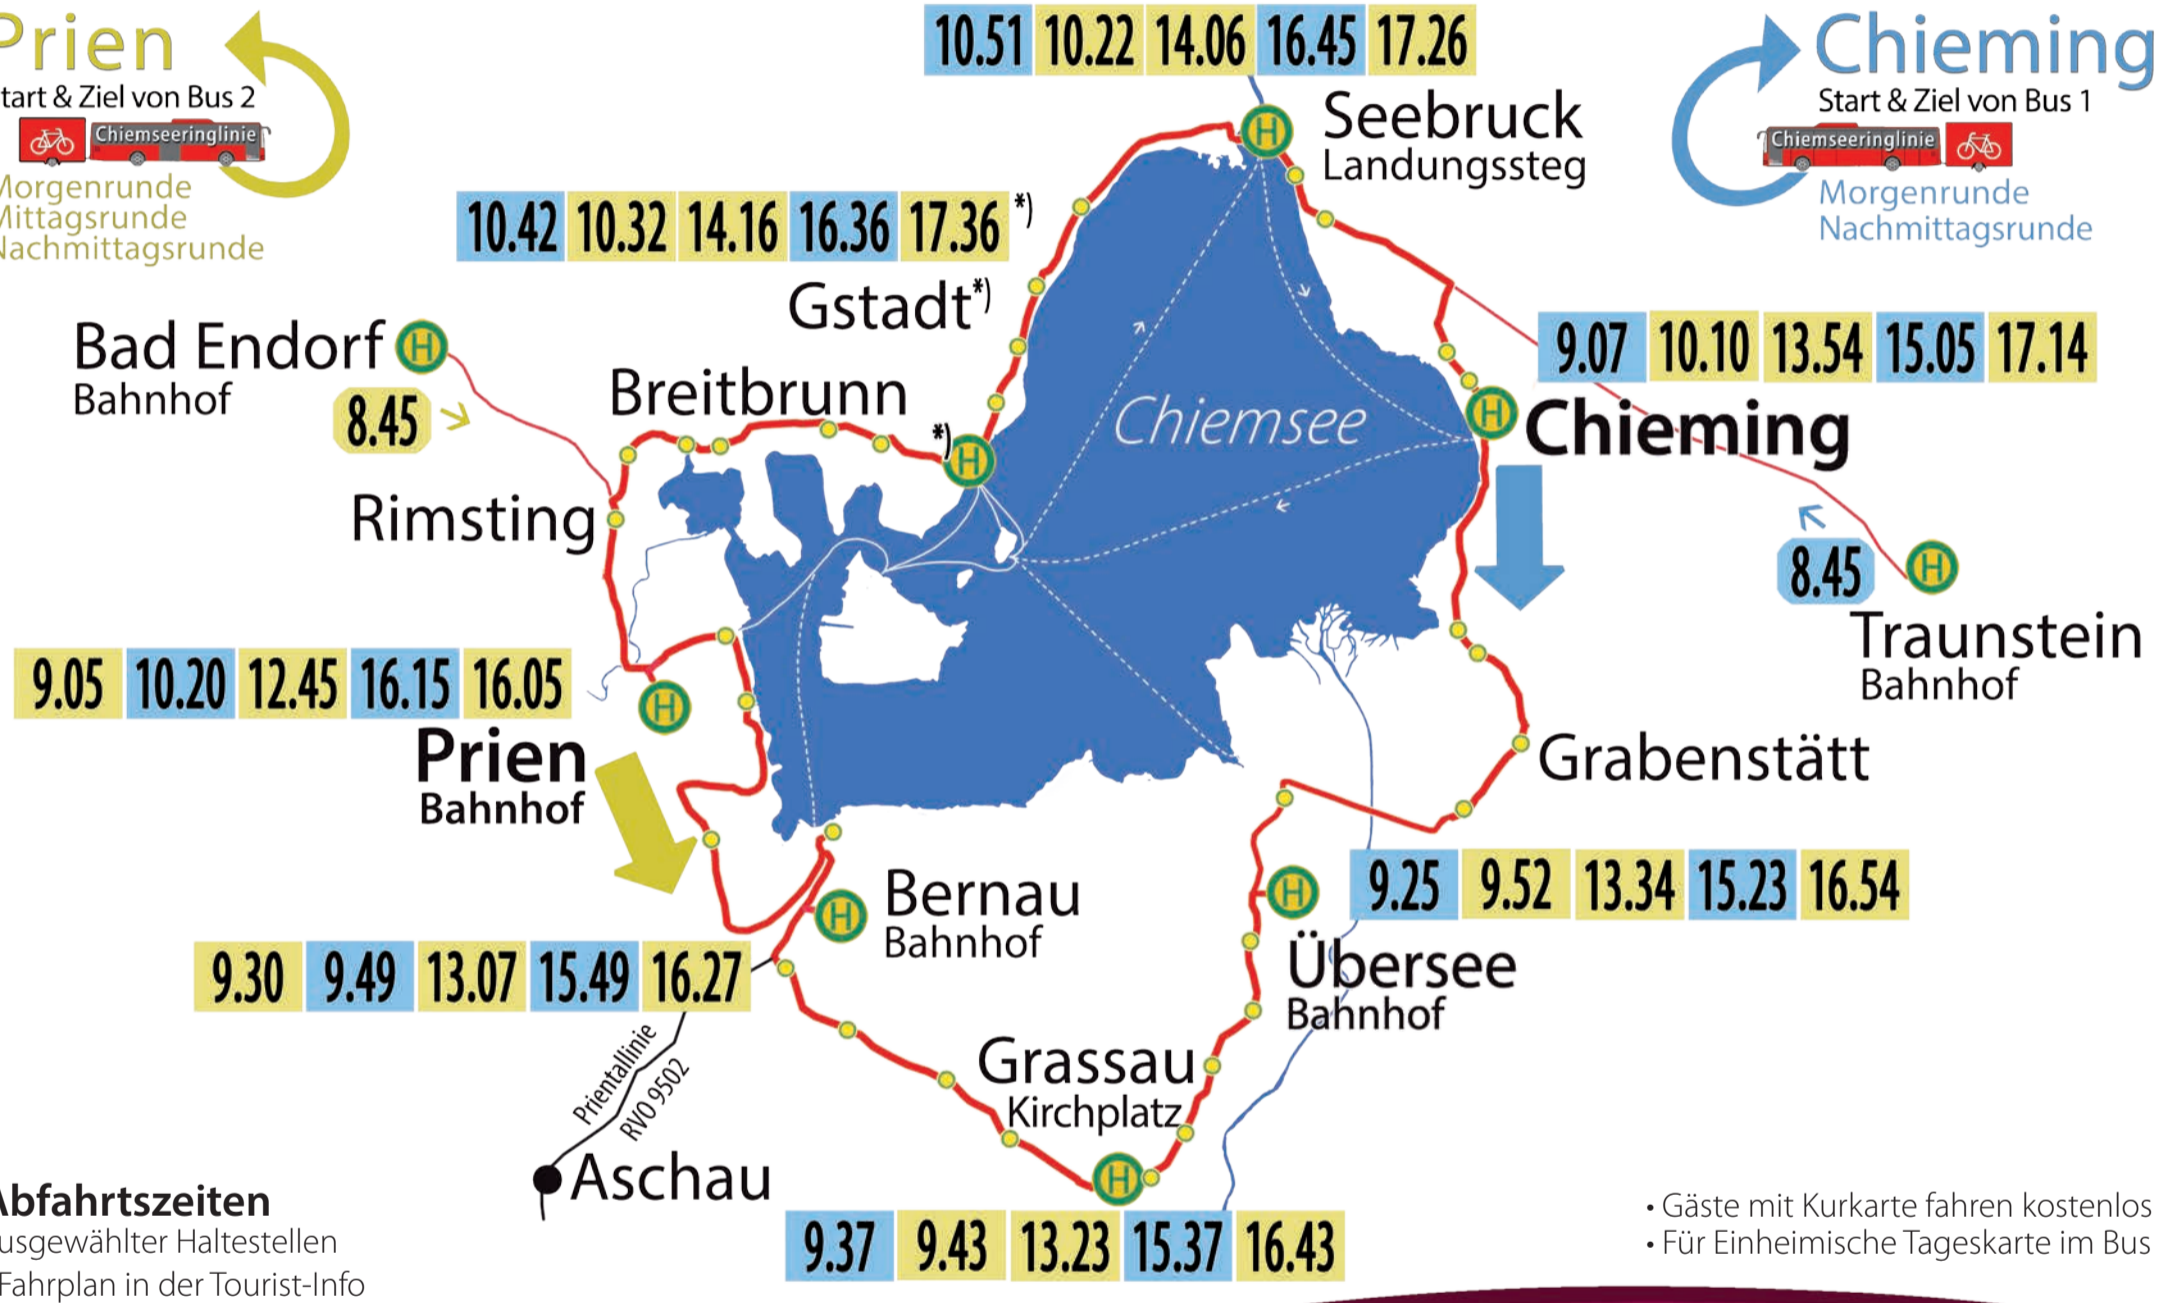 Prien
Start & Ziel von Bus 2
Chiemseeringlinie
Morgenrunde
Mittagsrunde
Nachmittagsrunde
10.51 10.22 14.06 16.45 17.26
Seebruck
Landungssteg
Chieming
Start & Ziel von Bus 1
Chiemseeringlinie
Morgenrunde
Nachmittagsrunde
10.42 10.32 14.16 16.36 17.36 *)
Gstadt*)
Bad Endorf
Bahnhof
8.45
Breitbrunn
*)
Chiemsee
9.07 10.10 13.54 15.05 17.14
Chieming
Rimsting
8.45
Traunstein
Bahnhof
9.05 10.20 12.45 16.15 16.05
Prien
Bahnhof
Grabenstätt
Bernau
Bahnhof
9.25 9.52 13.34 15.23 16.54
Übersee
Bahnhof
9.30 9.49 13.07 15.49 16.27
Prientallinie
RVO 9502
Aschau
Grassau
Kirchplatz
9.37 9.43 13.23 15.37 16.43
Abfahrtszeiten
ausgewählter Haltestellen
Fahrplan in der Tourist-Info
• Gäste mit Kurkarte fahren kostenlos
• Für Einheimische Tageskarte im Bus
H
H
H
H
H
H
H
H
H